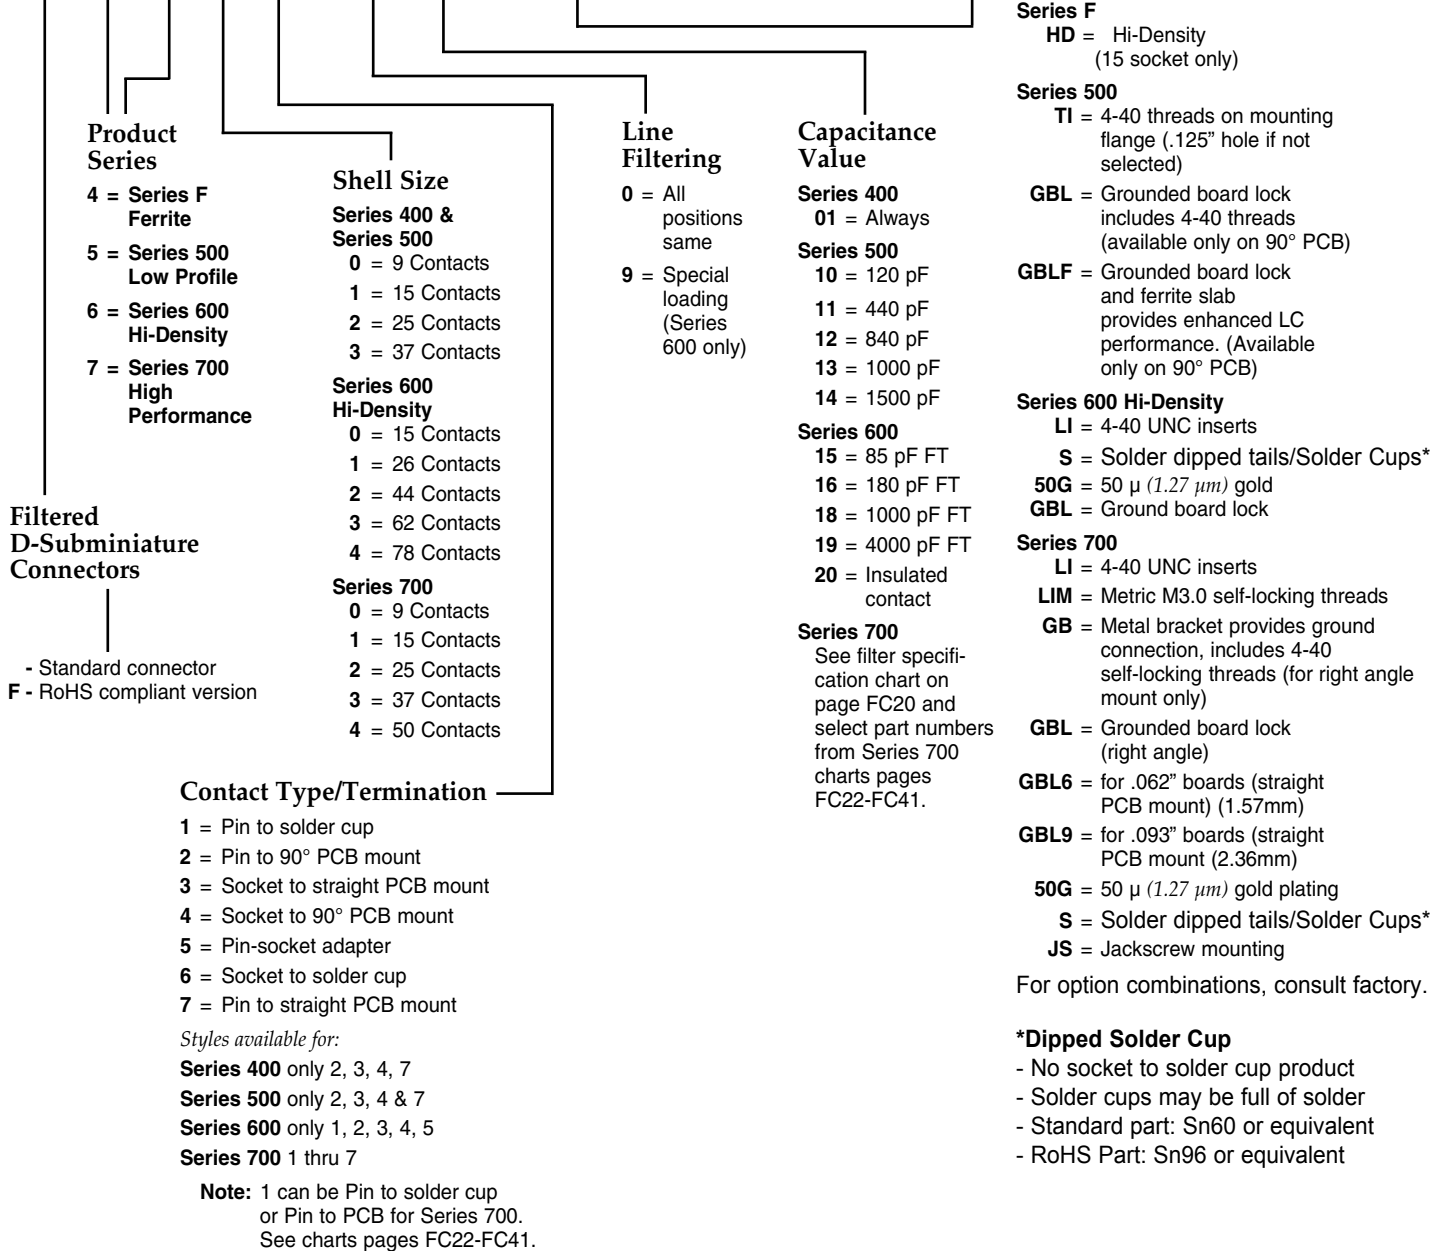 Product
Series
4 = Series F
Ferrite
5 = Series 500
Low Profile
6 = Series 600
Hi-Density
7 = Series 700
High
Performance
Filtered
D-Subminiature
Connectors
- Standard connector
F - RoHS compliant version
Shell Size
Series 400 &
Series 500
0 = 9 Contacts
1 = 15 Contacts
2 = 25 Contacts
3 = 37 Contacts
Series 600
Hi-Density
0 = 15 Contacts
1 = 26 Contacts
2 = 44 Contacts
3 = 62 Contacts
4 = 78 Contacts
Series 700
0 = 9 Contacts
1 = 15 Contacts
2 = 25 Contacts
3 = 37 Contacts
4 = 50 Contacts
Contact Type/Termination
1 = Pin to solder cup
2 = Pin to 90° PCB mount
3 = Socket to straight PCB mount
4 = Socket to 90° PCB mount
5 = Pin-socket adapter
6 = Socket to solder cup
7 = Pin to straight PCB mount
Styles available for:
Series 400 only 2, 3, 4, 7
Series 500 only 2, 3, 4 & 7
Series 600 only 1, 2, 3, 4, 5
Series 700 1 thru 7
Note: 1 can be Pin to solder cup
or Pin to PCB for Series 700.
See charts pages FC22-FC41.
Line
Filtering
0 = All
positions
same
9 = Special
loading
(Series
600 only)
Capacitance
Value
Series 400
01 = Always
Series 500
10 = 120 pF
11 = 440 pF
12 = 840 pF
13 = 1000 pF
14 = 1500 pF
Series 600
15 = 85 pF FT
16 = 180 pF FT
18 = 1000 pF FT
19 = 4000 pF FT
20 = Insulated
contact
Series 700
See filter specifi-
cation chart on
page FC20 and
select part numbers
from Series 700
charts pages
FC22-FC41.
Series F
HD = Hi-Density
(15 socket only)
Series 500
TI = 4-40 threads on mounting
flange (.125” hole if not
selected)
GBL = Grounded board lock
includes 4-40 threads
(available only on 90° PCB)
GBLF = Grounded board lock
and ferrite slab
provides enhanced LC
performance. (Available
only on 90° PCB)
Series 600 Hi-Density
LI = 4-40 UNC inserts
S = Solder dipped tails/Solder Cups*
50G = 50 µ (1.27 µm) gold
GBL = Ground board lock
Series 700
LI = 4-40 UNC inserts
LIM = Metric M3.0 self-locking threads
GB = Metal bracket provides ground
connection, includes 4-40
self-locking threads (for right angle
mount only)
GBL = Grounded board lock
(right angle)
GBL6 = for .062” boards (straight
PCB mount) (1.57mm)
GBL9 = for .093” boards (straight
PCB mount (2.36mm)
50G = 50 µ (1.27 µm) gold plating
S = Solder dipped tails/Solder Cups*
JS = Jackscrew mounting
For option combinations, consult factory.
*Dipped Solder Cup
- No socket to solder cup product
- Solder cups may be full of solder
- Standard part: Sn60 or equivalent
- RoHS Part: Sn96 or equivalent